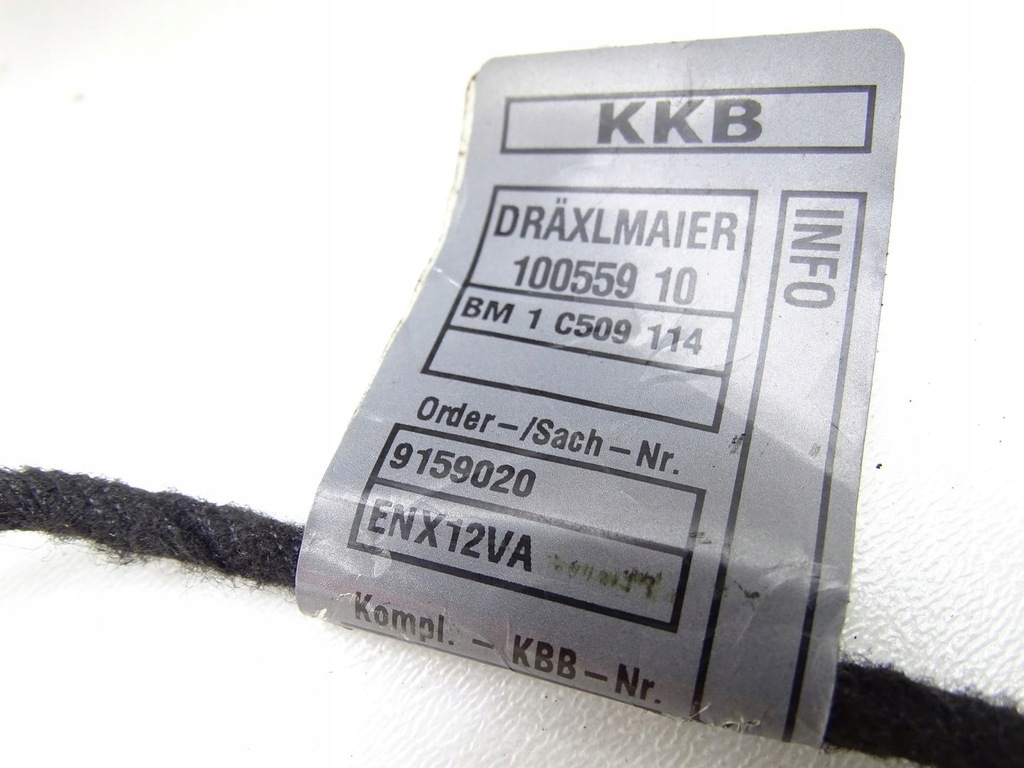 KKB
DRÄXLMAIER
100559 10
BM 1 C509 114
Order-/Sach-Nr.
9159020
ENX12VA
Kompl. - KBB-Nr.
INFO